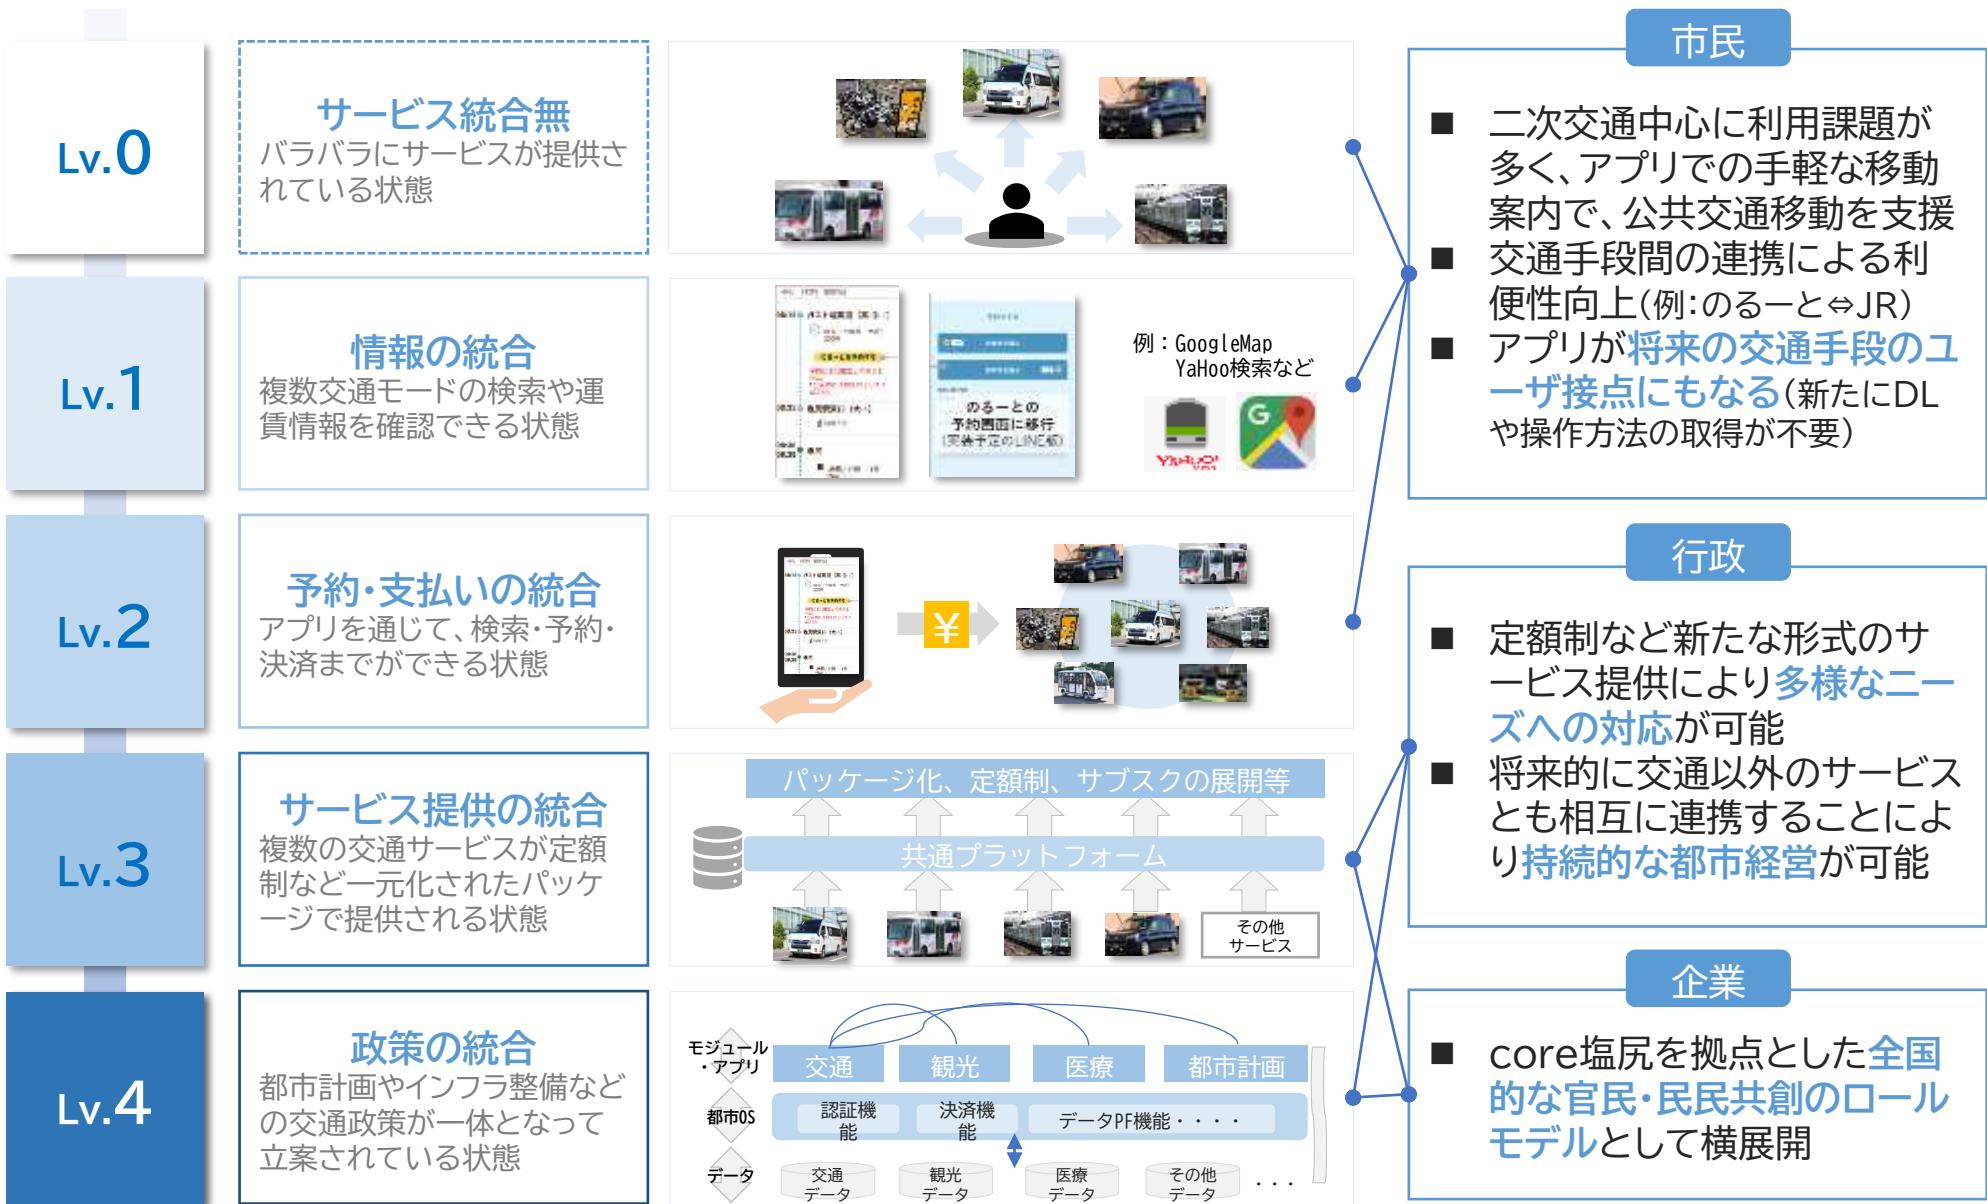 Lv.0
サービス統合無
バラバラにサービスが提供さ
れている状態
Lv.1
情報の統合
複数交通モードの検索や運
賃情報を確認できる状態
のるーとの
予約画面に移行
(実装予定のLINE版)
例：GoogleMap
YaHoo検索など
YAHOO!
G
Lv.2
予約・支払いの統合
アプリを通じて、検索・予約・
決済までができる状態
¥
Lv.3
サービス提供の統合
複数の交通サービスが定額
制など一元化されたパッケ
ージで提供される状態
パッケージ化、定額制、サブスクの展開等
共通プラットフォーム
その他
サービス
Lv.4
政策の統合
都市計画やインフラ整備など
の交通政策が一体となって
立案されている状態
モジュール
・アプリ
交通
観光
医療
都市計画
都市OS
認証機
能
決済機
能
データPF機能・・・・
データ
交通
データ
観光
データ
医療
データ
その他
データ
・・・
市民
■ 二次交通中心に利用課題が
多く、アプリでの手軽な移動
案内で、公共交通移動を支援
■ 交通手段間の連携による利
便性向上(例:のるーと⇔JR)
■ アプリが将来の交通手段のユ
ーザ接点にもなる(新たにDL
や操作方法の取得が不要)
行政
■ 定額制など新たな形式のサ
ービス提供により多様なニー
ズへの対応が可能
■ 将来的に交通以外のサービス
とも相互に連携することによ
り持続的な都市経営が可能
企業
■ core塩尻を拠点とした全国
的な官民・民民共創のロール
モデルとして横展開